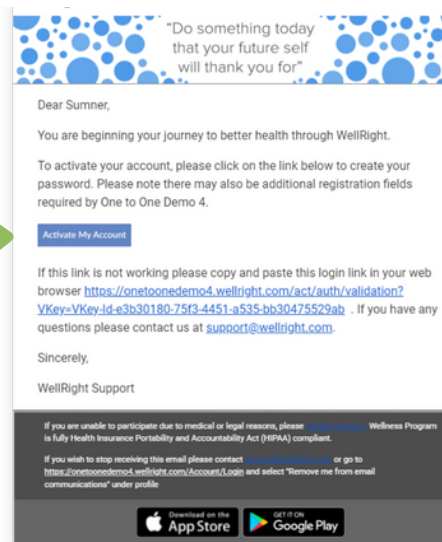 "Do something today
that your future self
will thank you for"
Dear Sumner,
You are beginning your journey to better health through WellRight.
To activate your account, please click on the link below to create your
password. Please note there may also be additional registration fields
required by One to One Demo 4.
Activate My Account
If this link is not working please copy and paste this login link in your web
browser https://onetoonedemo4.wellright.com/act/auth/validation?
VKey=VKey-Id-e3b30180-75f3-4451-a535-bb30475529ab . If you have any
questions please contact us at support@wellright.com.
Sincerely,
WellRight Support
If you are unable to participate due to medical or legal reasons, please Wellness Program
is fully Health Insurance Portability and Accountability Act (HIPAA) compliant.
If you wish to stop receiving this email please contact or go to
https://onetoonedemo4.wellright.com/Account/Login and select "Remove me from email
communications" under profile
Download on the
App Store
GET IT ON
Google Play